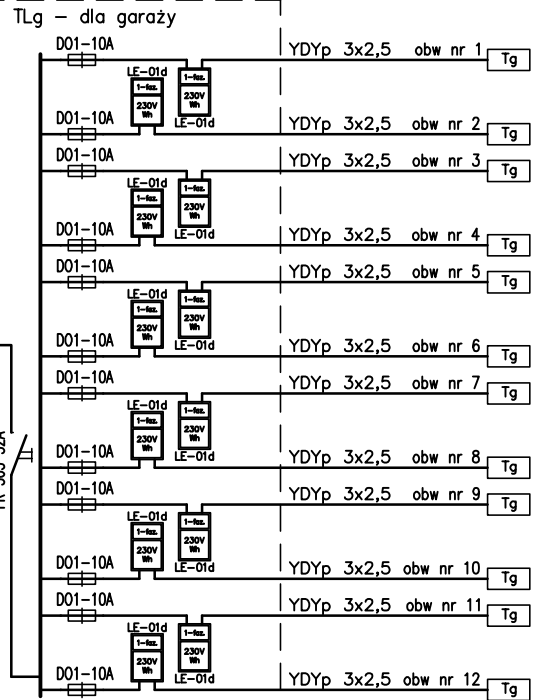 TLg – dla garaży
D01-10A YDYp 3x2,5 obw nr 1 Tg
LE-01d
1-faz. 230V Wh
1-faz. 230V Wh
LE-01d
D01-10A YDYp 3x2,5 obw nr 2 Tg
D01-10A YDYp 3x2,5 obw nr 3 Tg
LE-01d
1-faz. 230V Wh
1-faz. 230V Wh
LE-01d
D01-10A YDYp 3x2,5 obw nr 4 Tg
D01-10A YDYp 3x2,5 obw nr 5 Tg
LE-01d
1-faz. 230V Wh
1-faz. 230V Wh
LE-01d
D01-10A YDYp 3x2,5 obw nr 6 Tg
D01-10A YDYp 3x2,5 obw nr 7 Tg
LE-01d
1-faz. 230V Wh
1-faz. 230V Wh
LE-01d
D01-10A YDYp 3x2,5 obw nr 8 Tg
D01-10A YDYp 3x2,5 obw nr 9 Tg
LE-01d
1-faz. 230V Wh
1-faz. 230V Wh
LE-01d
D01-10A YDYp 3x2,5 obw nr 10 Tg
D01-10A YDYp 3x2,5 obw nr 11 Tg
LE-01d
1-faz. 230V Wh
1-faz. 230V Wh
LE-01d
D01-10A YDYp 3x2,5 obw nr 12 Tg